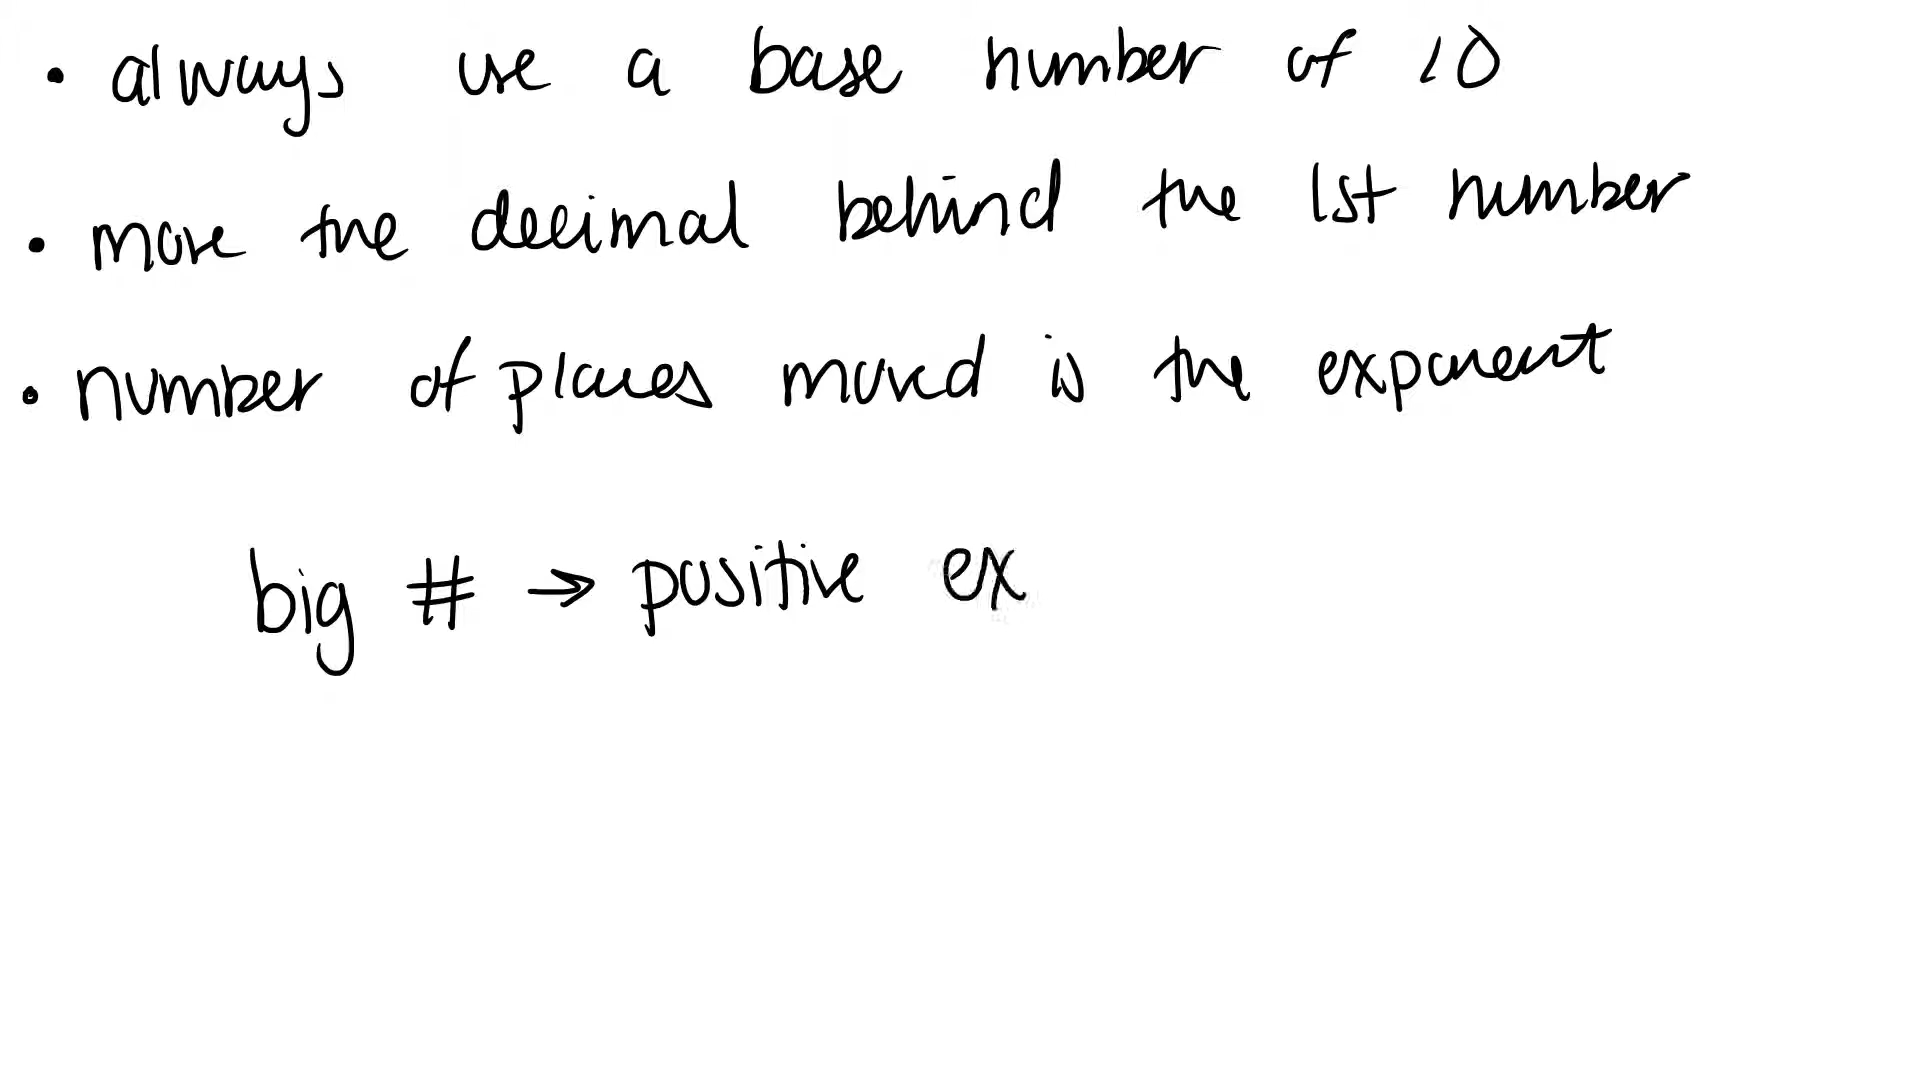 • always use a base number of 10
• move the decimal behind the 1st number
• number of places moved is the exponent
big # → positive ex